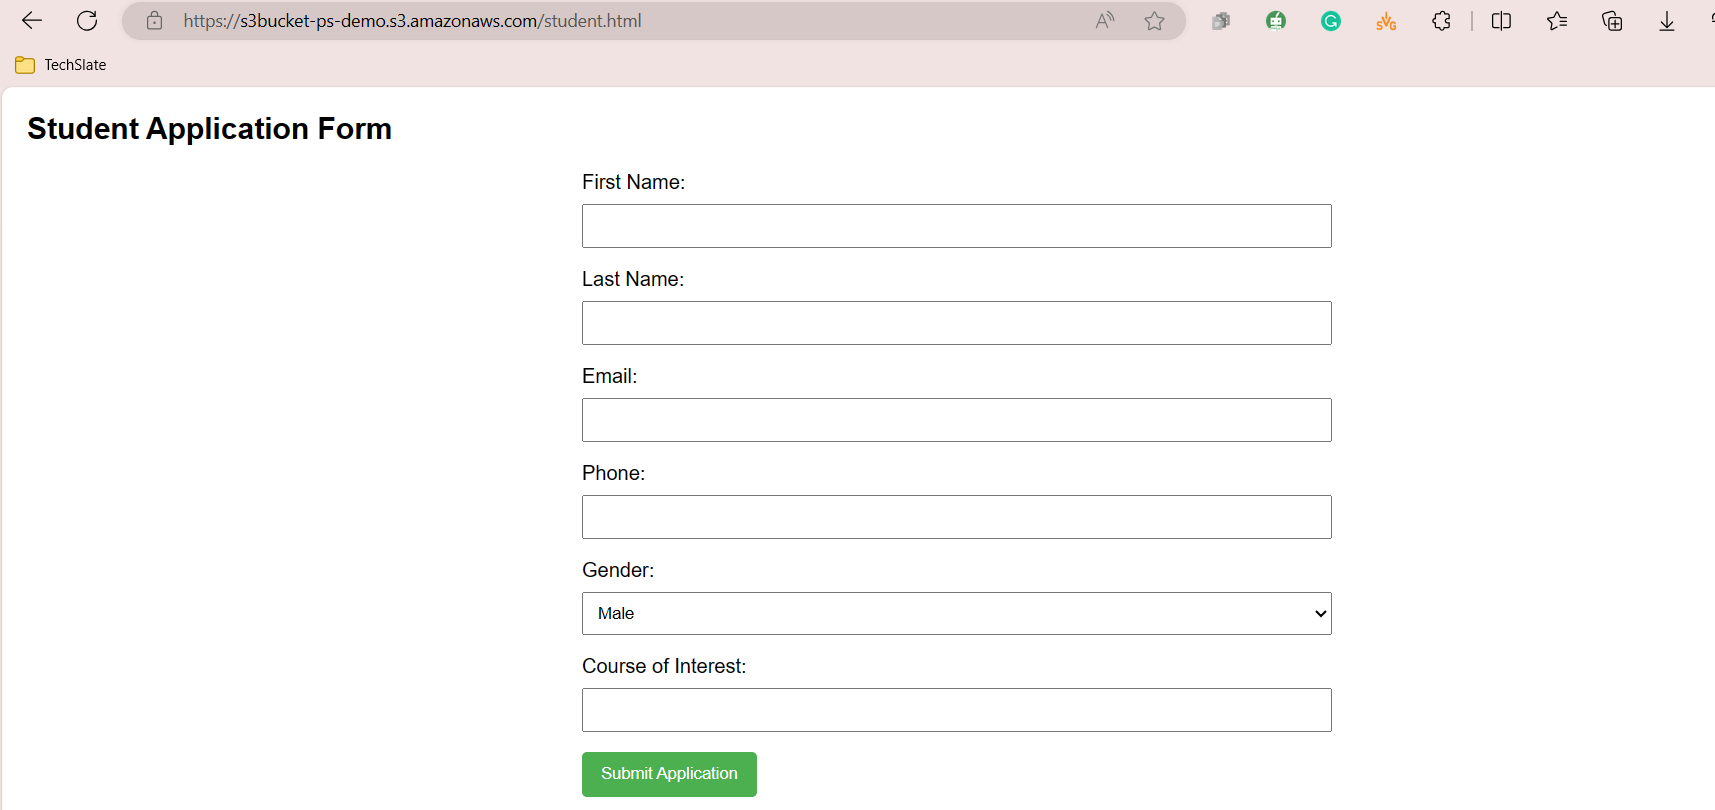 https://s3bucket-ps-demo.s3.amazonaws.com/student.html
TechSlate
Student Application Form
First Name:
Last Name:
Email:
Phone:
Gender:
Male
Course of Interest:
Submit Application